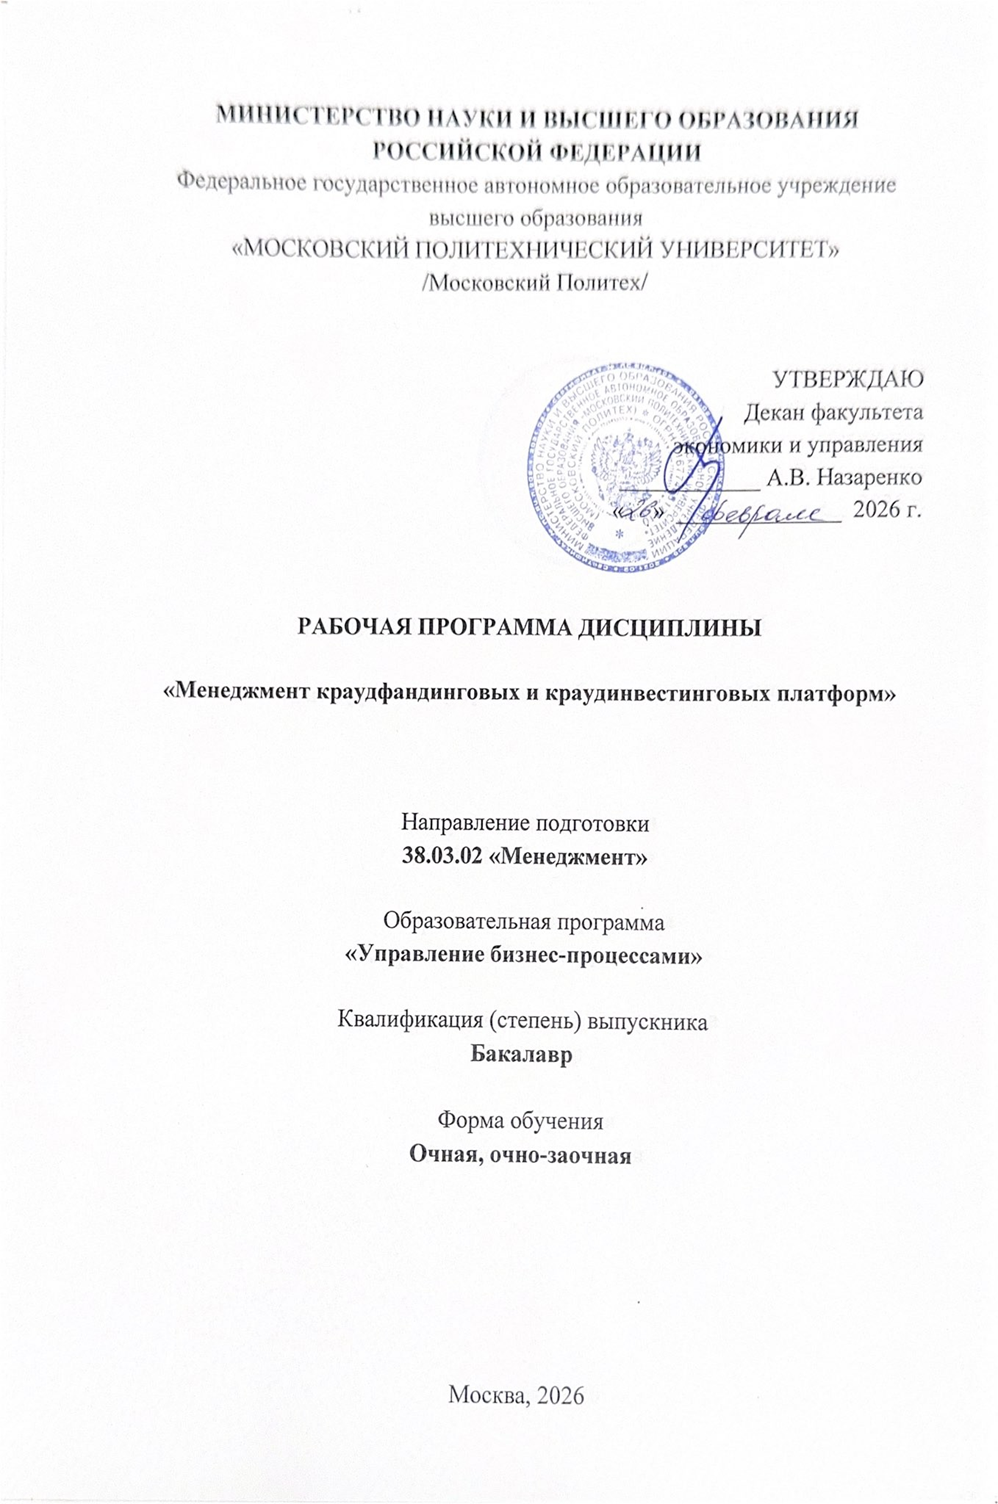 МИНИСТЕРСТВО НАУКИ И ВЫСШЕГО ОБРАЗОВАНИЯ
РОССИЙСКОЙ ФЕДЕРАЦИИ
Федеральное государственное автономное образовательное учреждение
высшего образования
«МОСКОВСКИЙ ПОЛИТЕХНИЧЕСКИЙ УНИВЕРСИТЕТ»
/Московский Политех/
УТВЕРЖДАЮ
Декан факультета
экономики и управления
А.В. Назаренко
«26» февраля 2026 г.
РАБОЧАЯ ПРОГРАММА ДИСЦИПЛИНЫ
«Менеджмент краудфандинговых и краудинвестинговых платформ»
Направление подготовки
38.03.02 «Менеджмент»
Образовательная программа
«Управление бизнес-процессами»
Квалификация (степень) выпускника
Бакалавр
Форма обучения
Очная, очно-заочная
Москва, 2026